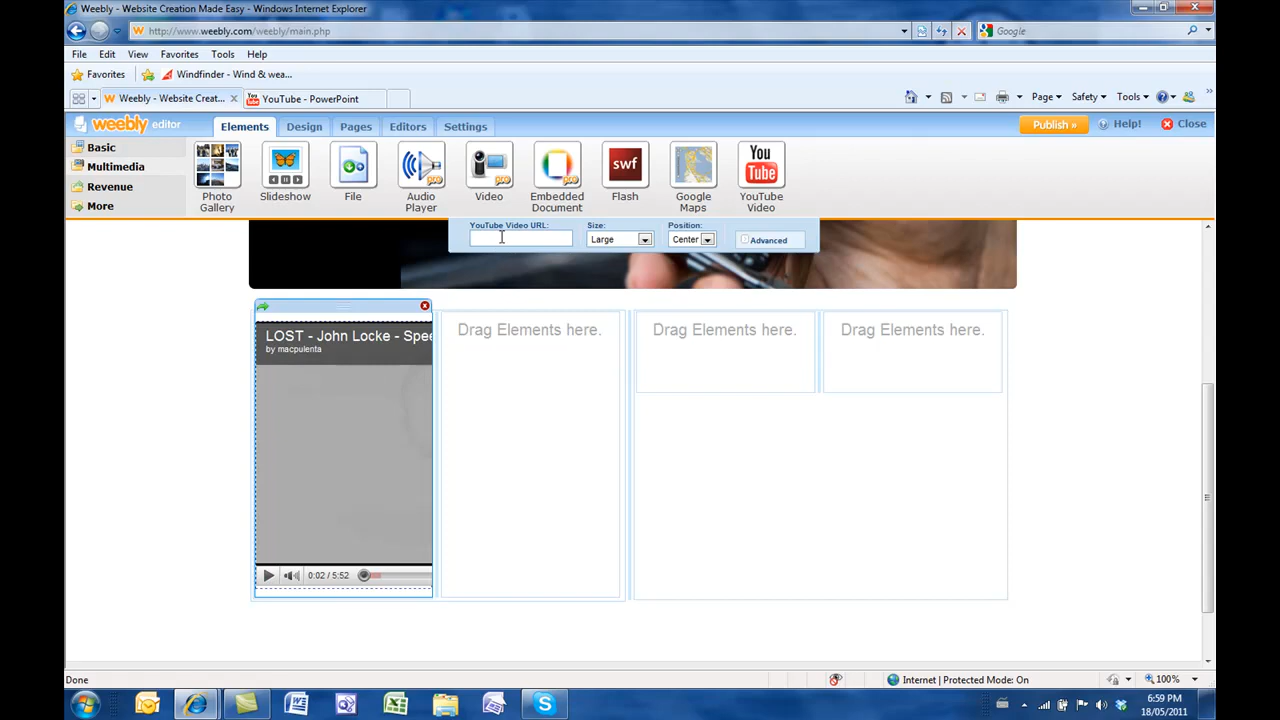 Weebly - Website Creation Made Easy - Windows Internet Explorer
http://www.weebly.com/weebly/main.php
Google
File Edit View Favorites Tools Help
Favorites Windfinder - Wind & wea...
Weebly - Website Creat... YouTube - PowerPoint
Page Safety Tools
weebly editor Elements Design Pages Editors Settings Publish » Help! Close
Basic
Multimedia
Revenue
More
Photo Gallery
Slideshow
File
Audio Player
pro
Video
pro
Embedded Document
pro
swf
Flash
Google Maps
You Tube
YouTube Video
YouTube Video URL: Size: Position:
Large Center Advanced
LOST - John Locke - Spee
by macpulenta
0:02 / 5:52
Drag Elements here.
Drag Elements here.
Drag Elements here.
Done Internet | Protected Mode: On 100%
6:59 PM
18/05/2011